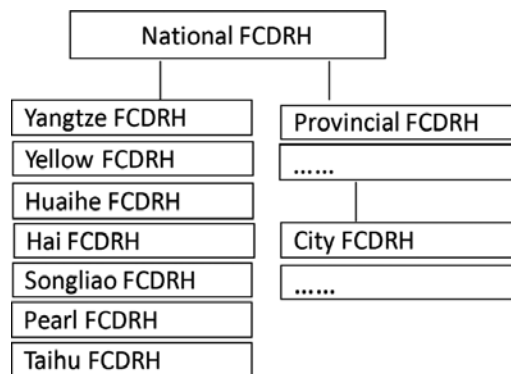 National FCDRH
Yangtze FCDRH
Yellow FCDRH
Huaihe FCDRH
Hai FCDRH
Songliao FCDRH
Pearl FCDRH
Taihu FCDRH
Provincial FCDRH
......
City FCDRH
......